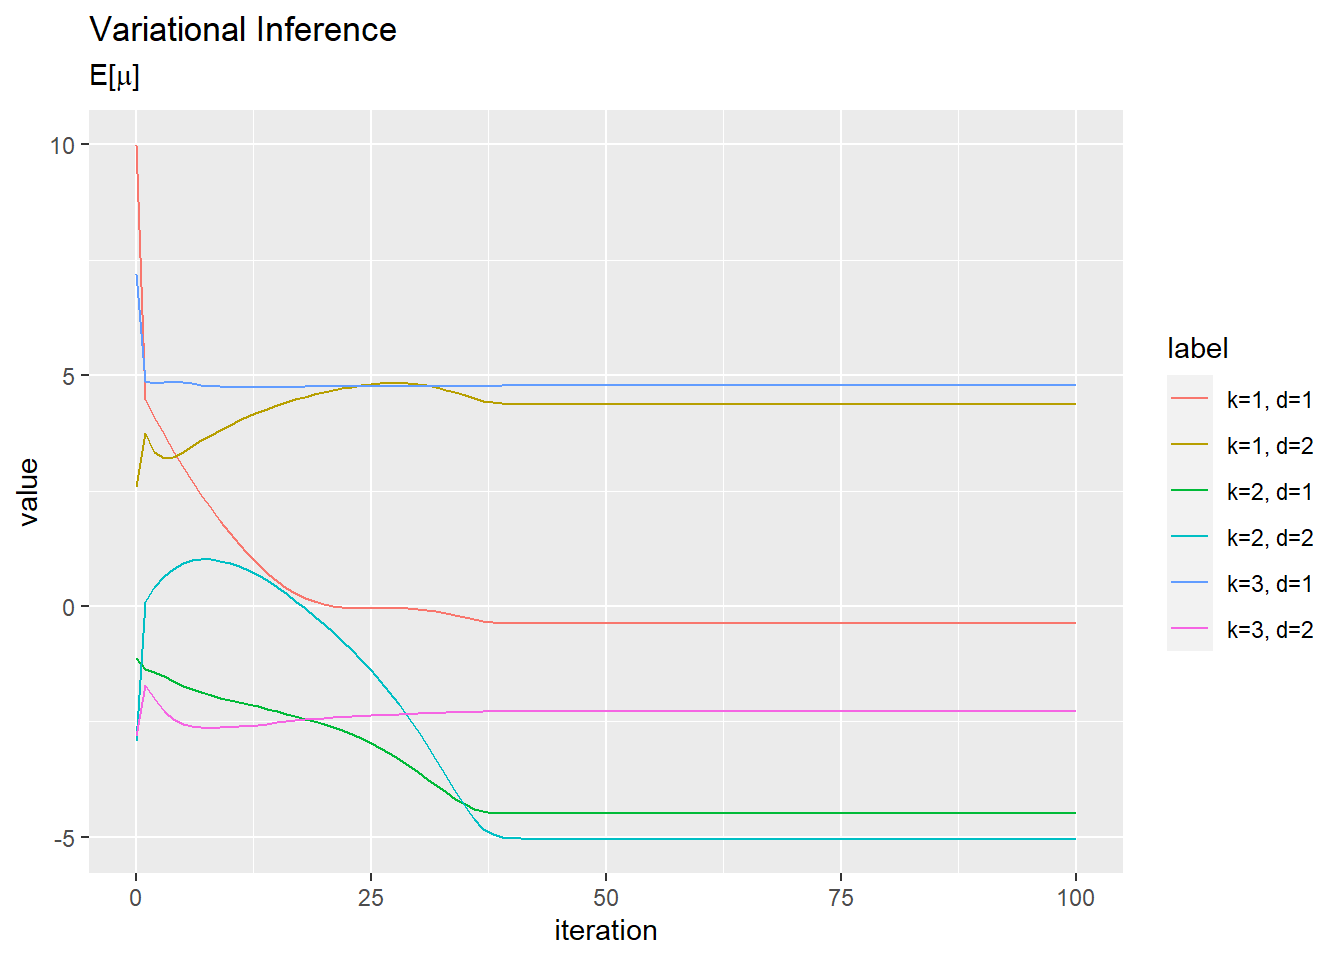 Variational Inference
E[μ]
10
5
0
-5
value
0 25 50 75 100
iteration
label
k=1, d=1
k=1, d=2
k=2, d=1
k=2, d=2
k=3, d=1
k=3, d=2